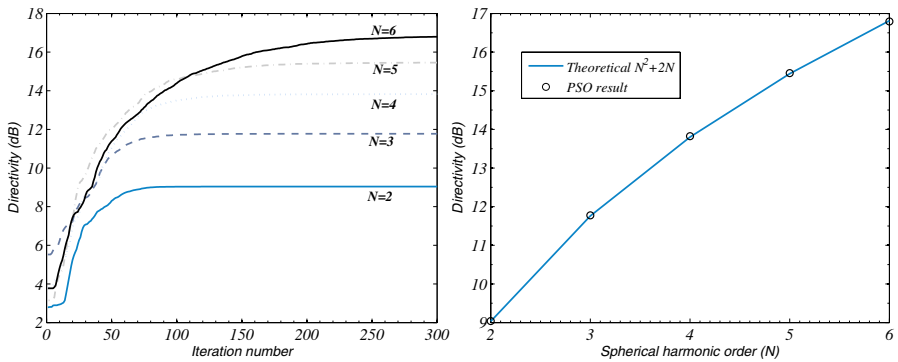 18
16
14
12
10
8
6
4
2
0
50
100
150
200
250
300
Directivity (dB)
Iteration number
N=6
N=5
N=4
N=3
N=2
17
16
15
14
13
12
11
10
9
2
3
4
5
6
Directivity (dB)
Spherical harmonic order (N)
Theoretical N²+2N
PSO result